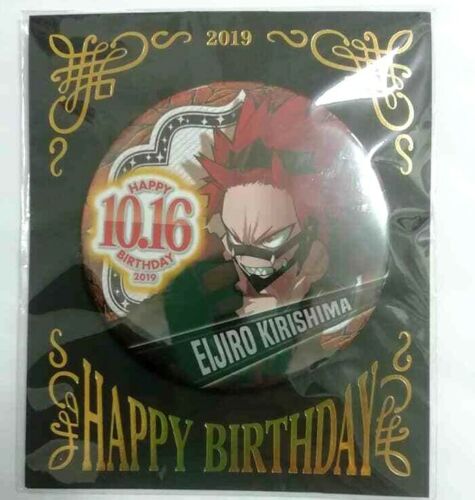 2019
HAPPY
10.16
BIRTHDAY
2019
EIJIRO KIRISHIMA
HAPPY BIRTHDAY